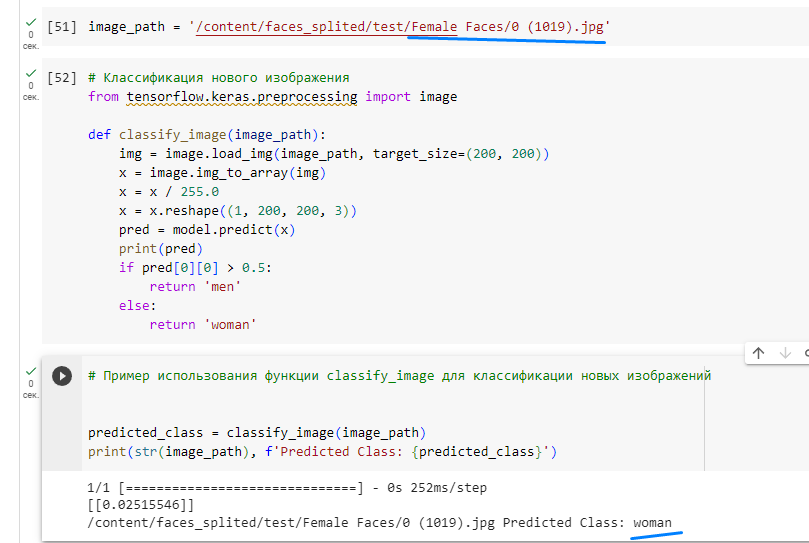 ✓ [51] image_path = '/content/faces_splited/test/Female Faces/0 (1019).jpg'
0
сек.
✓ [52] # Классификация нового изображения
0 from tensorflow.keras.preprocessing import image
сек.
def classify_image(image_path):
    img = image.load_img(image_path, target_size=(200, 200))
    x = image.img_to_array(img)
    x = x / 255.0
    x = x.reshape((1, 200, 200, 3))
    pred = model.predict(x)
    print(pred)
    if pred[0][0] > 0.5:
        return 'men'
    else:
        return 'woman'
✓ # Пример использования функции classify_image для классификации новых изображений
0
сек.
predicted_class = classify_image(image_path)
print(str(image_path), f'Predicted Class: {predicted_class}')
1/1 [==============================] - 0s 252ms/step
[[0.02515546]]
/content/faces_splited/test/Female Faces/0 (1019).jpg Predicted Class: woman